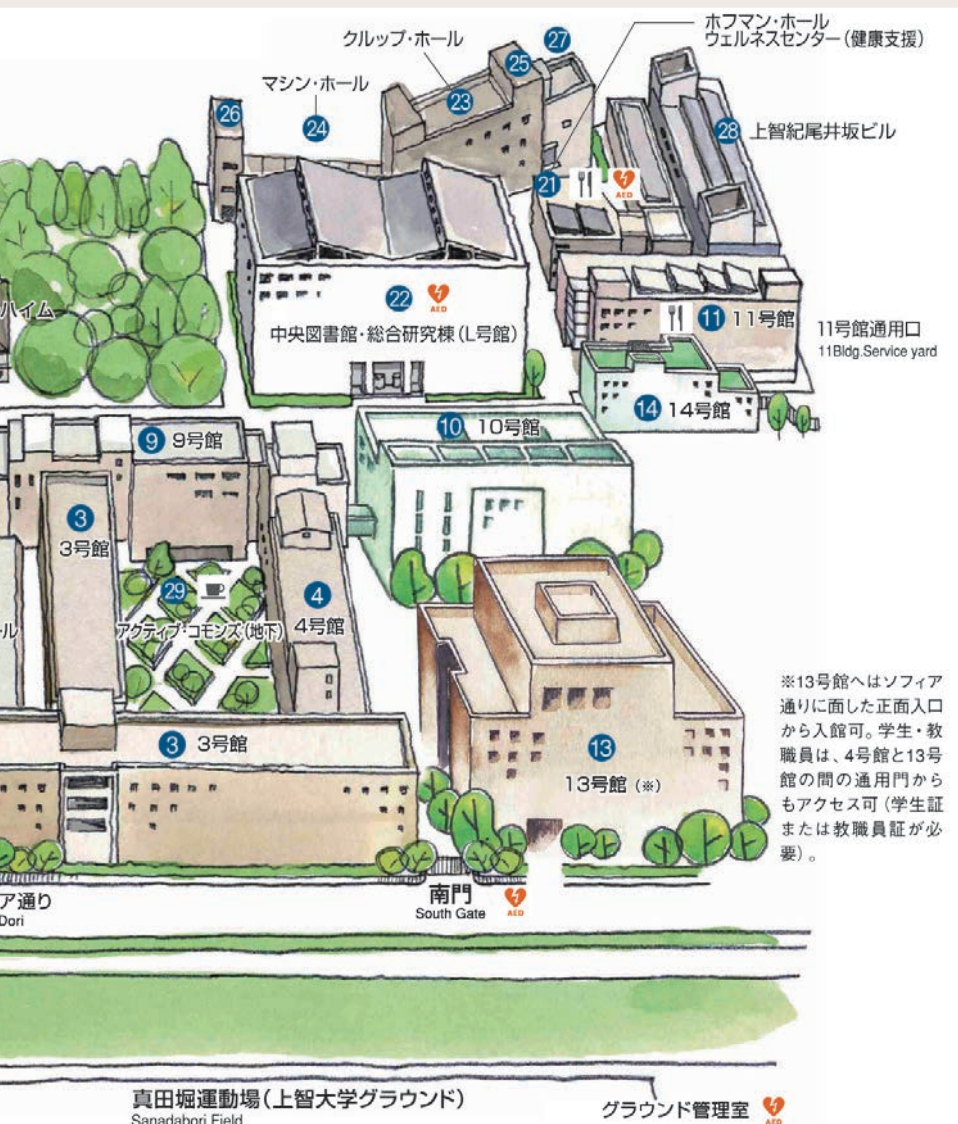 ホフマン・ホール
ウェルネスセンター(健康支援)
27
クルップ・ホール
25
マシン・ホール
23
26
24
28 上智紀尾井坂ビル
21
AED
22
AED
中央図書館・総合研究棟(L号館)
11 11号館
11号館通用口
11Bldg.Service yard
ハイム
14 14号館
10 10号館
9 9号館
3
3号館
29
4
4号館
アクティブ・コモンズ(地下)
ール
※13号館へはソフィア
通りに面した正面入口
から入館可。学生・教
職員は、4号館と13号
館の間の通用門から
もアクセス可(学生証
または教職員証が必
要)。
3 3号館
13
13号館(※)
ア通り
Dori
南門
South Gate
AED
真田堀運動場(上智大学グラウンド)
Sanadabori Field
グラウンド管理室
AED